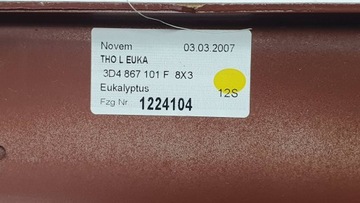 Novem 03.03.2007
THO L EUKA
3D4 867 101 F 8X3
Eukalyptus 12S
Fzg Nr 1224104